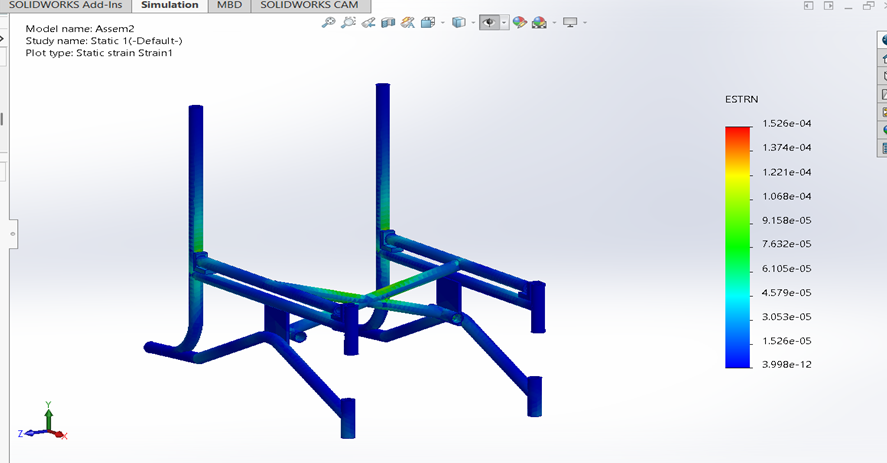 SOLIDWORKS Add-Ins Simulation MBD SOLIDWORKS CAM
Model name: Assem2
Study name: Static 1(-Default-)
Plot type: Static strain Strain1
ESTRN
1.526e-04
1.374e-04
1.221e-04
1.068e-04
9.158e-05
7.632e-05
6.105e-05
4.579e-05
3.053e-05
1.526e-05
3.998e-12
Y
Z X